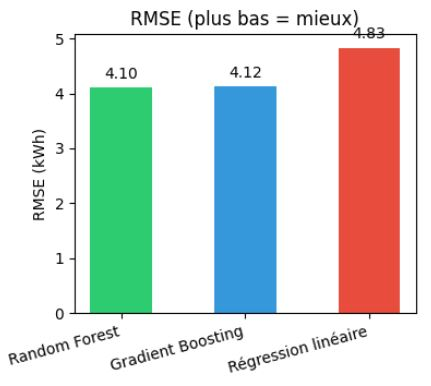 RMSE (plus bas = mieux)
4.83
4.10
4.12
RMSE (kWh)
5
4
3
2
1
0
Random Forest
Gradient Boosting
Régression linéaire